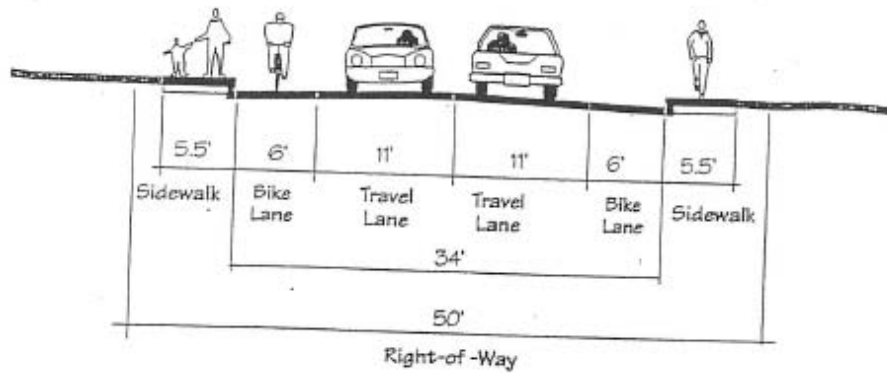 5.5' 6' 11' 11' 6' 5.5'
Sidewalk Bike Lane Travel Lane Travel Lane Bike Lane Sidewalk
34'
50'
Right-of -Way